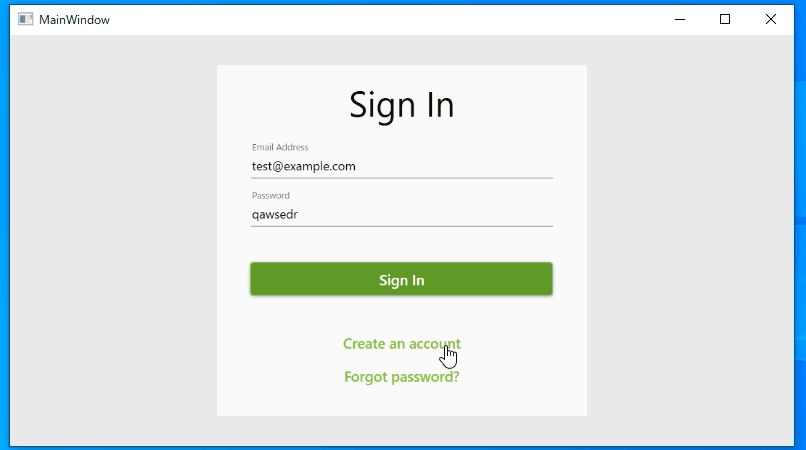 MainWindow
Sign In
Email Address
test@example.com
Password
qawsedr
Sign In
Create an account
Forgot password?